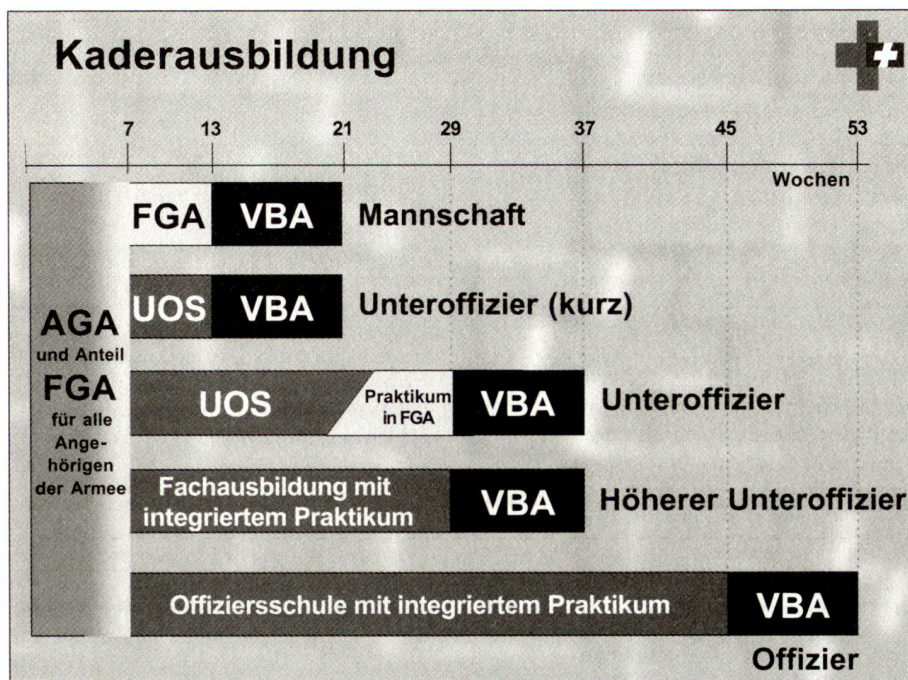 Kaderausbildung
7 13 21 29 37 45 53
Wochen
AGA
und Anteil
FGA
für alle
Ange-
hörigen
der Armee
FGA VBA Mannschaft
UOS VBA Unteroffizier (kurz)
UOS Praktikum
in FGA VBA Unteroffizier
Fachausbildung mit
integriertem Praktikum VBA Höherer Unteroffizier
Offiziersschule mit integriertem Praktikum VBA
Offizier